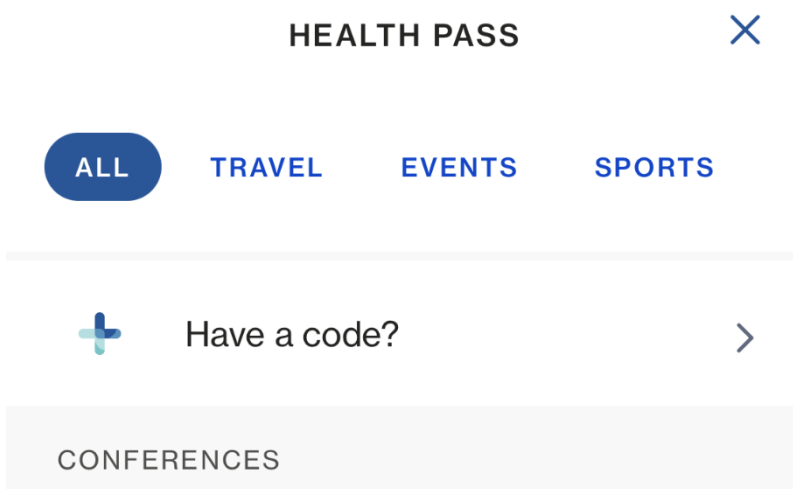 HEALTH PASS
ALL TRAVEL EVENTS SPORTS
Have a code?
CONFERENCES